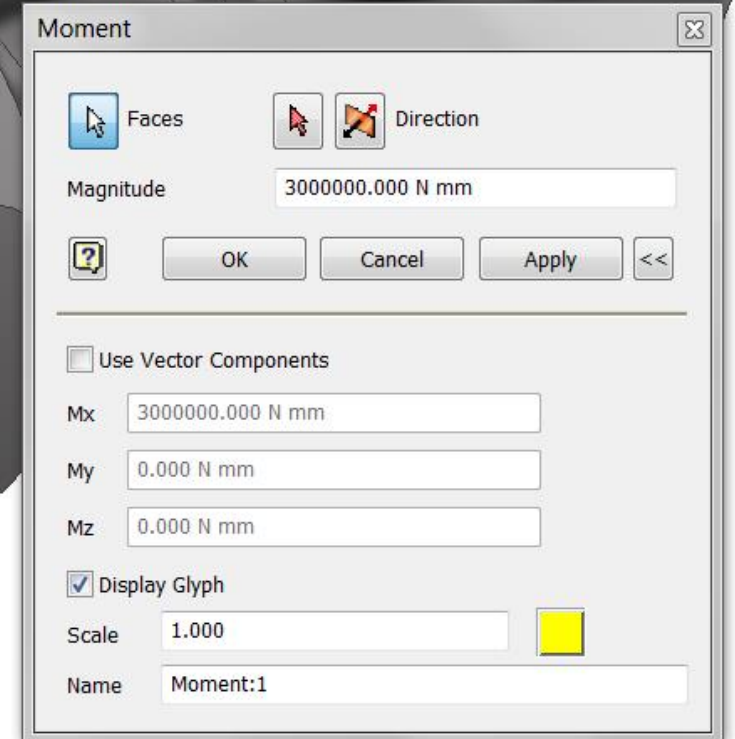 Moment
Faces
Direction
Magnitude 3000000.000 N mm
OK Cancel Apply <<
Use Vector Components
Mx 3000000.000 N mm
My 0.000 N mm
Mz 0.000 N mm
Display Glyph
Scale 1.000
Name Moment:1